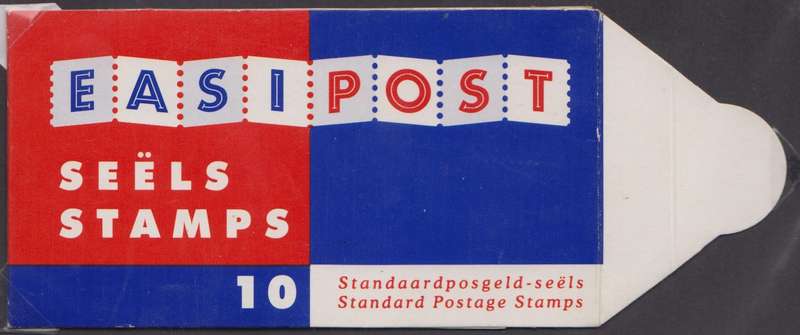 EASIPOST
SEËLS
STAMPS
10
Standaardposgeld-seëls
Standard Postage Stamps